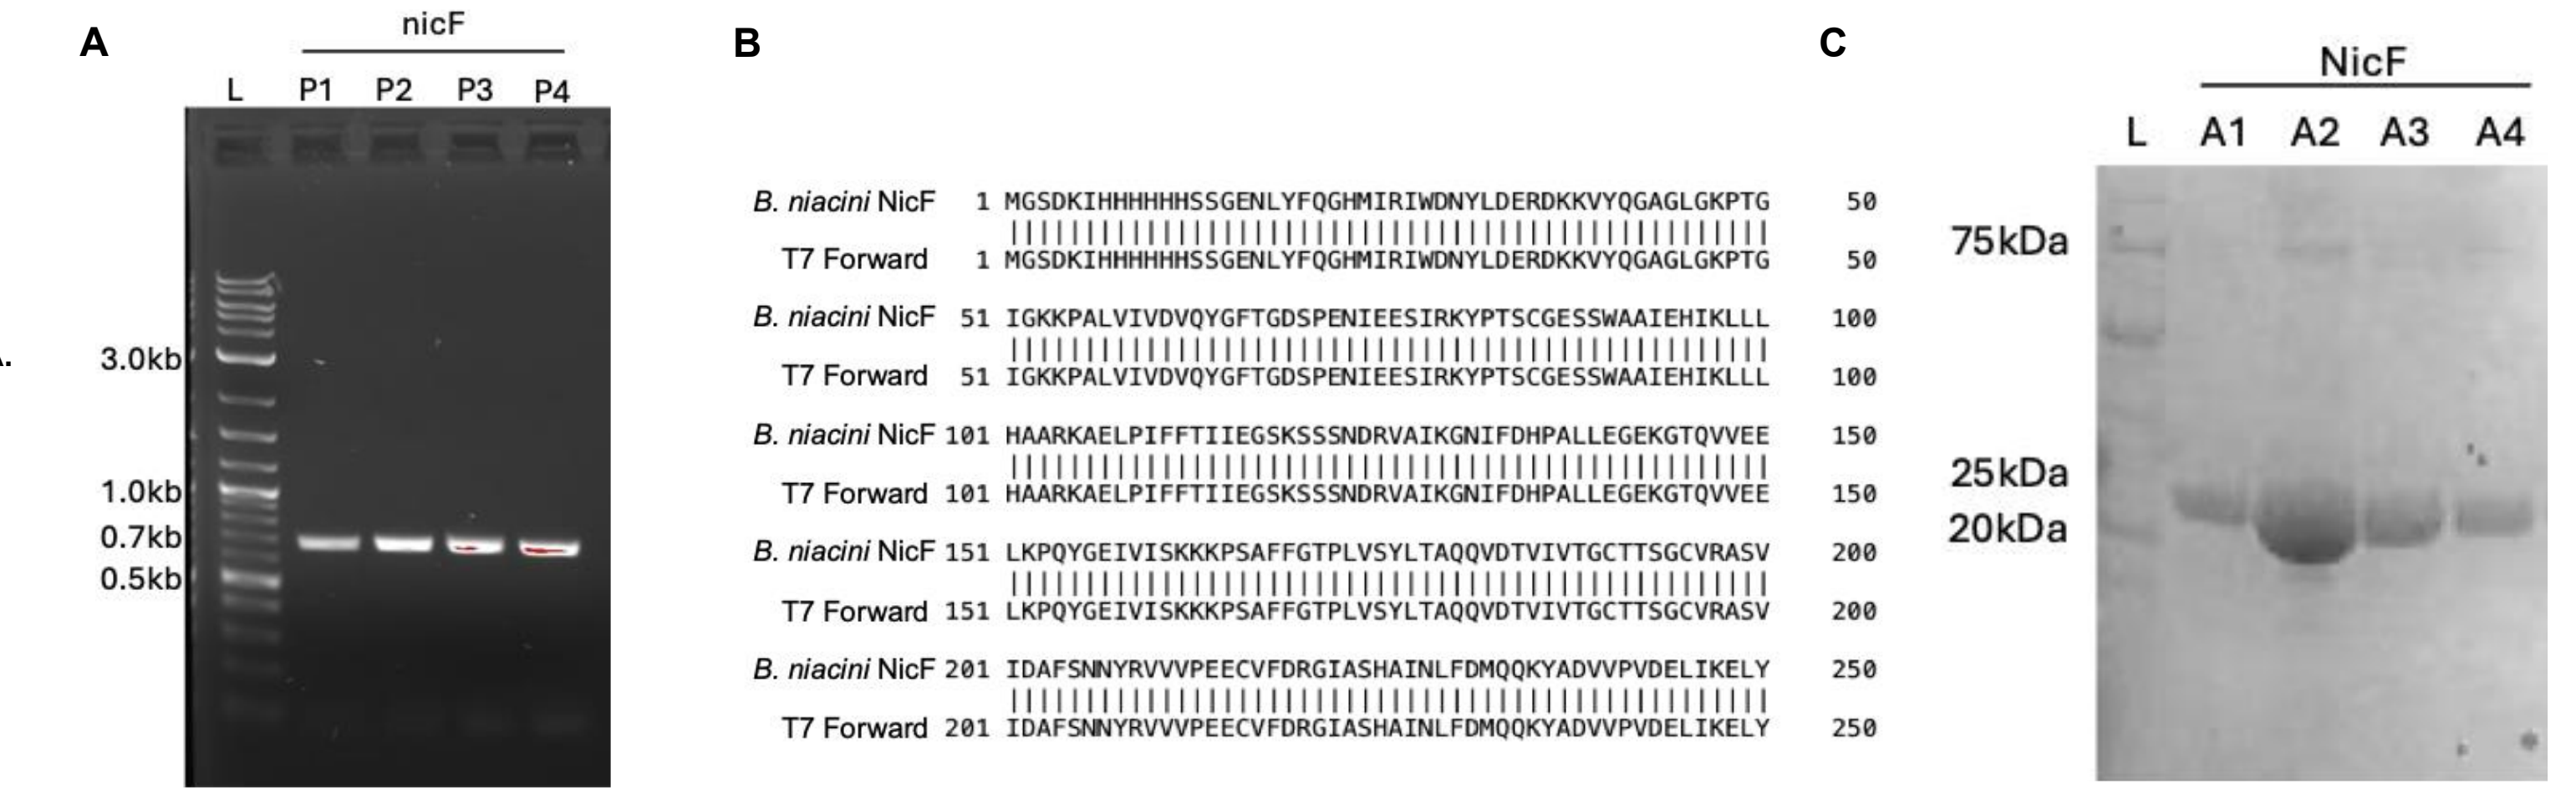 A
nicF
L P1 P2 P3 P4
3.0kb
1.0kb
0.7kb
0.5kb
B
B. niacini NicF 1 MGSDKIHHHHHHSSGENLYFQGHMIRIWDNYLDERDKKVYQGAGLGKPTG 50
T7 Forward 1 MGSDKIHHHHHHSSGENLYFQGHMIRIWDNYLDERDKKVYQGAGLGKPTG 50
B. niacini NicF 51 IGKKPALVIVDVQYGFTGDSPENIEESIRKYPTSCGESSWAAIEHIKLLL 100
T7 Forward 51 IGKKPALVIVDVQYGFTGDSPENIEESIRKYPTSCGESSWAAIEHIKLLL 100
B. niacini NicF 101 HAARKAELPIFFTIIEGSKSSSNDRVAIKGNIFDHPALLEGEKGTQVVEE 150
T7 Forward 101 HAARKAELPIFFTIIEGSKSSSNDRVAIKGNIFDHPALLEGEKGTQVVEE 150
B. niacini NicF 151 LKPQYGEIVISKKKPSAFFGTPLVSYLTAQQVDTVIVTGCTTSGCVRASV 200
T7 Forward 151 LKPQYGEIVISKKKPSAFFGTPLVSYLTAQQVDTVIVTGCTTSGCVRASV 200
B. niacini NicF 201 IDAFSNNYRVVVPEECVFDRGIASHAINLFDMQQKYADVVPVDELIKELY 250
T7 Forward 201 IDAFSNNYRVVVPEECVFDRGIASHAINLFDMQQKYADVVPVDELIKELY 250
C
NicF
L A1 A2 A3 A4
75kDa
25kDa
20kDa